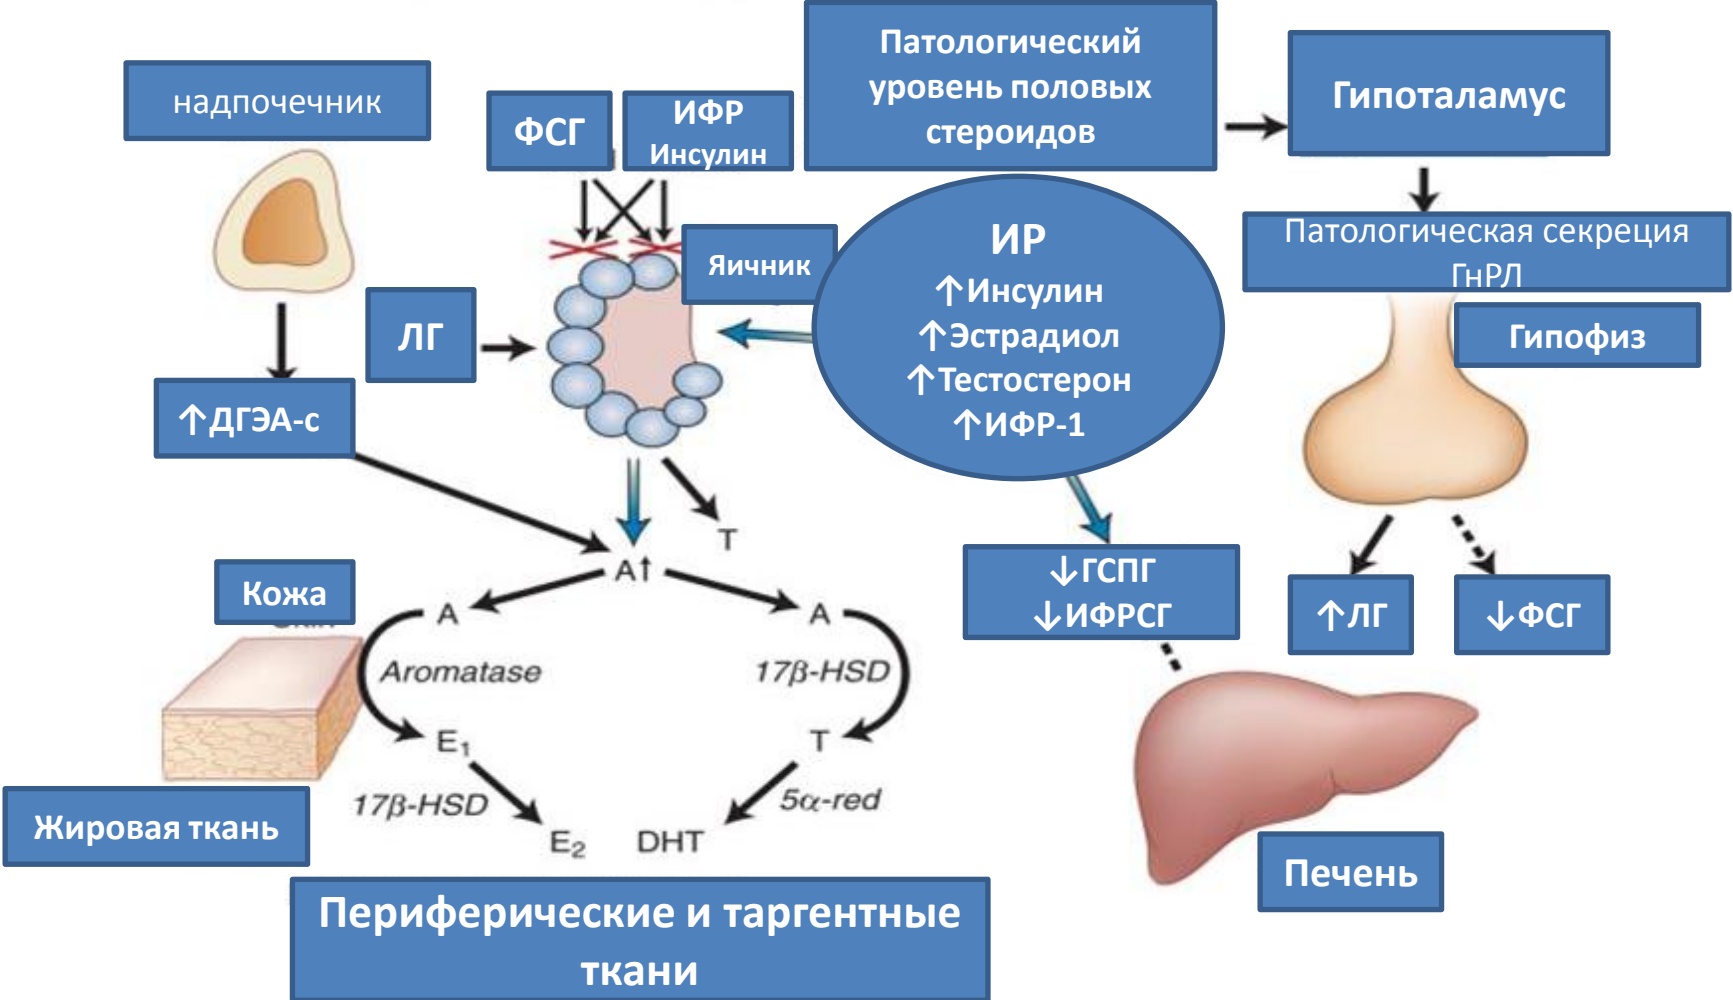 Патологический
уровень половых
стероидов
Гипоталамус
надпочечник
ФСГ
ИФР
Инсулин
Патологическая секреция
ГнРЛ
Яичник
ИР
↑Инсулин
↑Эстрадиол
↑Тестостерон
↑ИФР-1
ЛГ
Гипофиз
↑ДГЭА-с
T
A↑
↓ГСПГ
↓ИФРСГ
↑ЛГ
↓ФСГ
Кожа
A
A
Aromatase
17β-HSD
E₁
T
17β-HSD
5α-red
E₂
DHT
Жировая ткань
Печень
Периферические и таргентные
ткани